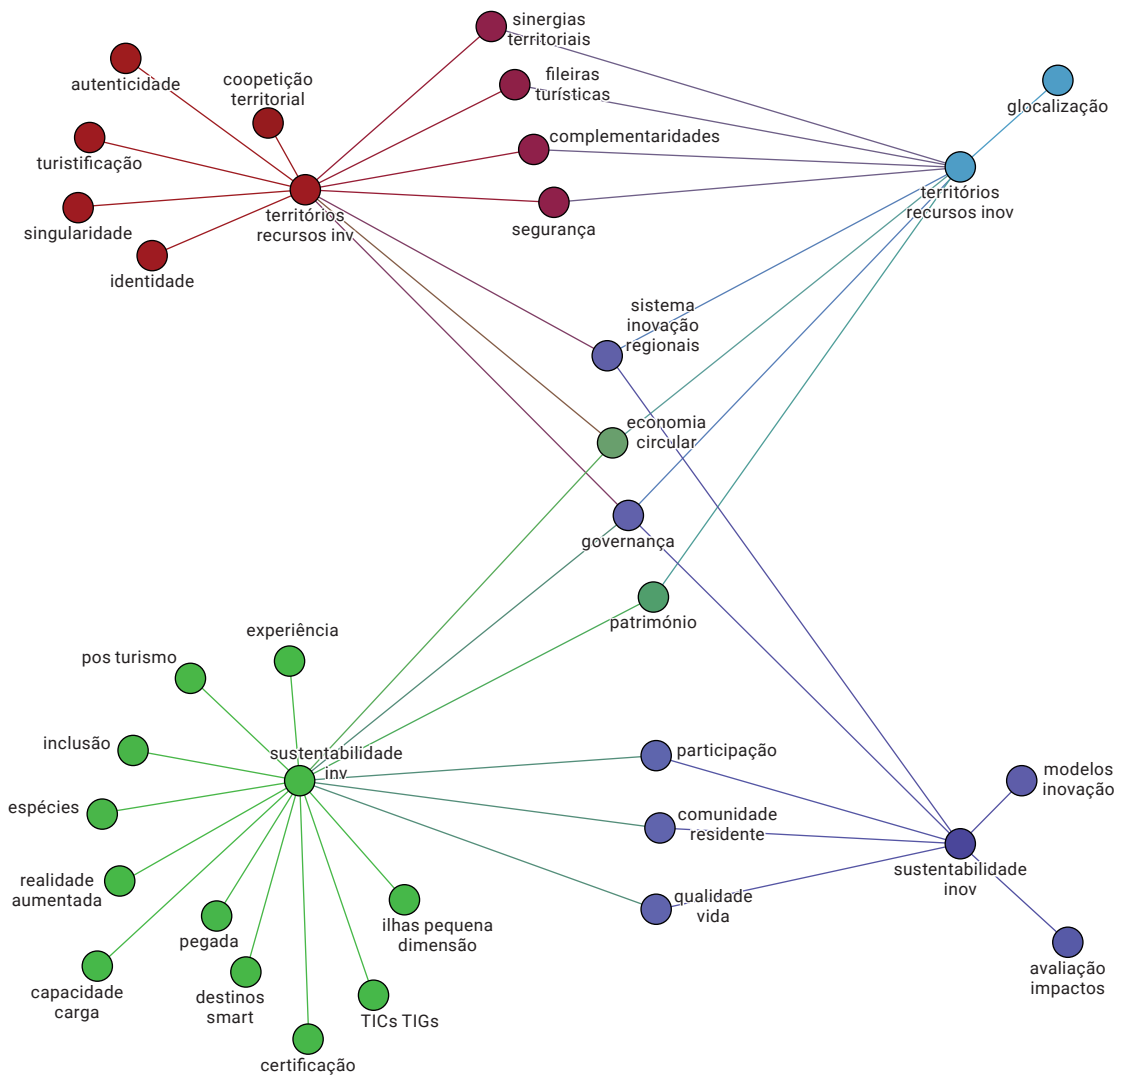 sinergias
territoriais
autenticidade
coopetição
territorial
fileiras
turísticas
glocalização
turistificação
complementaridades
territórios
recursos inv
territórios
recursos inov
singularidade
segurança
identidade
sistema
inovação
regionais
economia
circular
governança
património
experiência
pos turismo
inclusão
sustentabilidade
inv
participação
modelos
inovação
espécies
comunidade
residente
sustentabilidade
inov
realidade
aumentada
qualidade
vida
ilhas pequena
dimensão
pegada
avaliação
impactos
capacidade
carga
destinos
smart
TICs TIGs
certificação